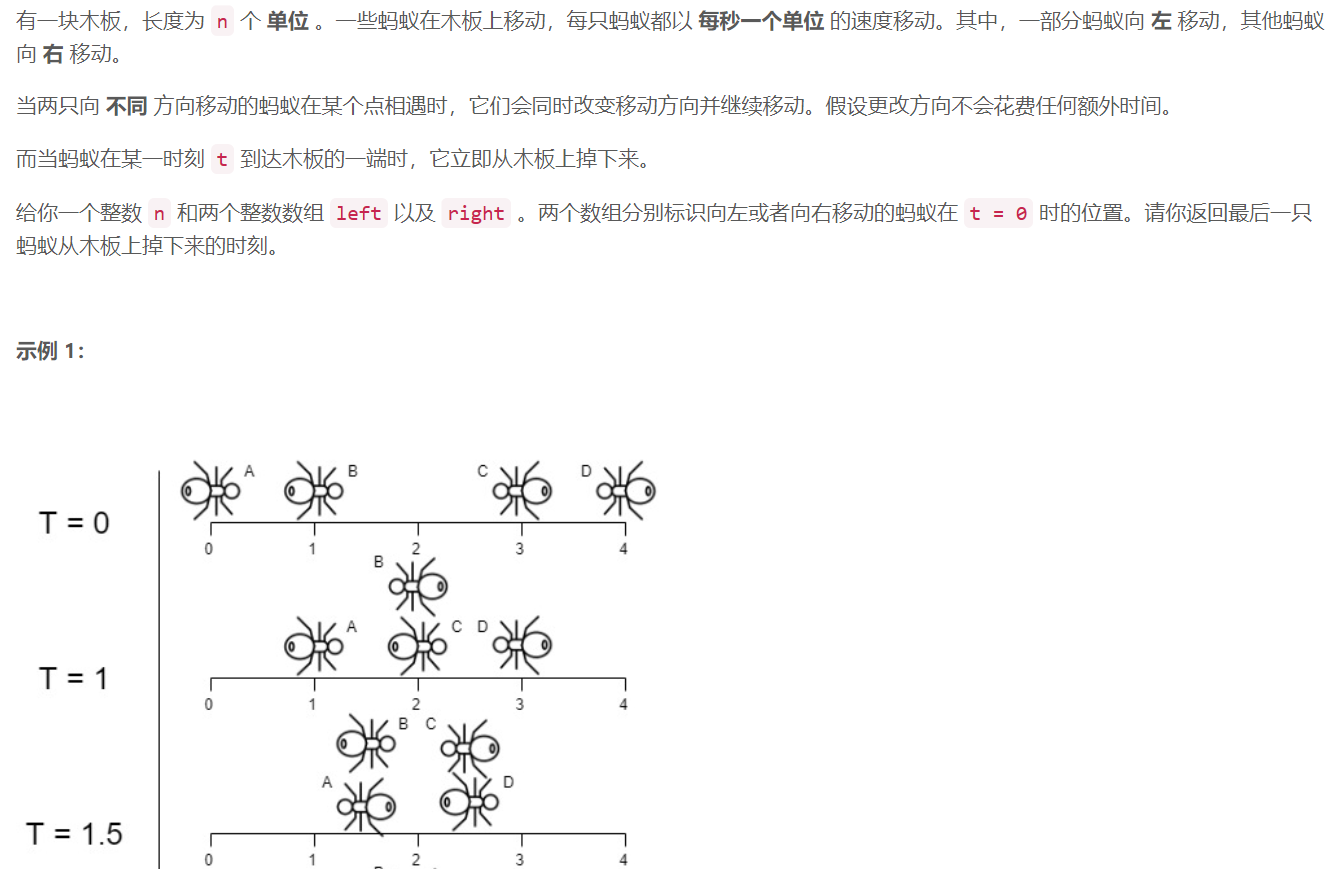 有一块木板，长度为 n 个 单位 。一些蚂蚁在木板上移动，每只蚂蚁都以 每秒一个单位 的速度移动。其中，一部分蚂蚁向 左 移动，其他蚂蚁
向 右 移动。
当两只向 不同 方向移动的蚂蚁在某个点相遇时，它们会同时改变移动方向并继续移动。假设更改方向不会花费任何额外时间。
而当蚂蚁在某一时刻 t 到达木板的一端时，它立即从木板上掉下来。
给你一个整数 n 和两个整数数组 left 以及 right 。两个数组分别标识向左或者向右移动的蚂蚁在 t = 0 时的位置。请你返回最后一只
蚂蚁从木板上掉下来的时刻。
示例 1：
A B C D
T = 0
0 1 2 3 4
B
A C D
T = 1
0 1 2 3 4
B C
A D
T = 1.5
0 1 2 3 4